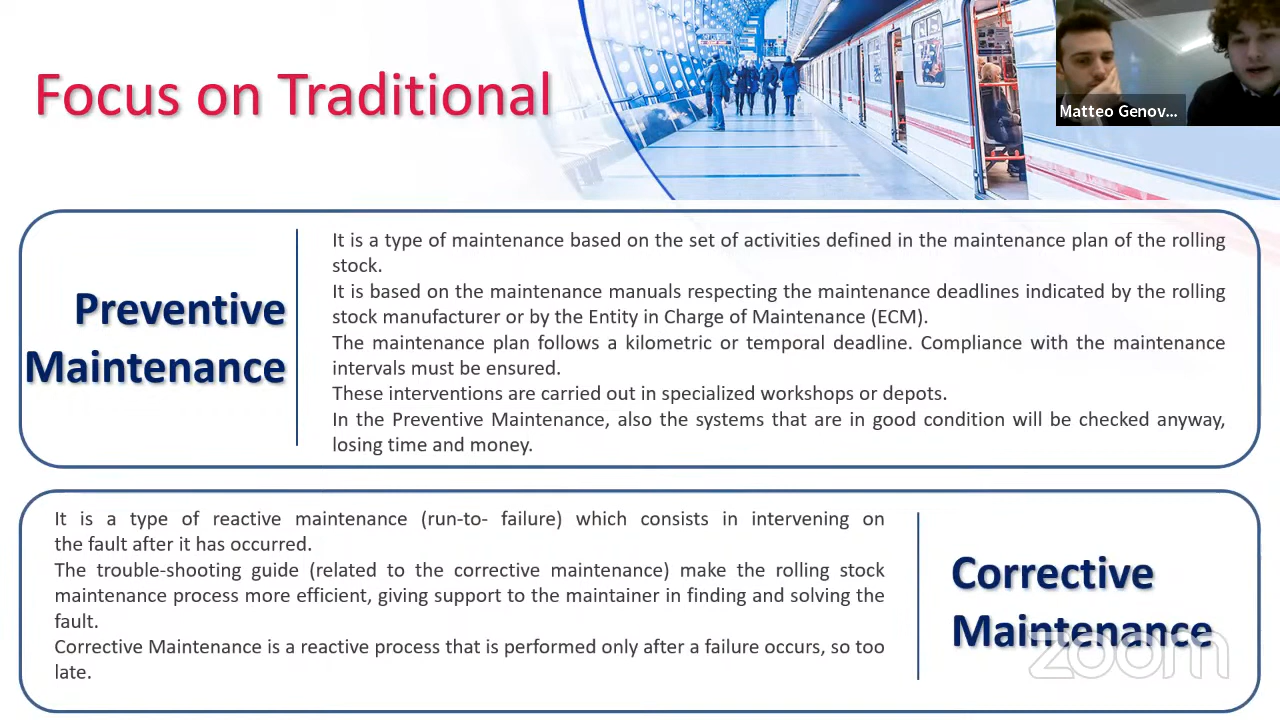 Focus on Traditional
Matteo Genov...
Preventive
Maintenance
It is a type of maintenance based on the set of activities defined in the maintenance plan of the rolling
stock.
It is based on the maintenance manuals respecting the maintenance deadlines indicated by the rolling
stock manufacturer or by the Entity in Charge of Maintenance (ECM).
The maintenance plan follows a kilometric or temporal deadline. Compliance with the maintenance
intervals must be ensured.
These interventions are carried out in specialized workshops or depots.
In the Preventive Maintenance, also the systems that are in good condition will be checked anyway,
losing time and money.
It is a type of reactive maintenance (run-to- failure) which consists in intervening on
the fault after it has occurred.
The trouble-shooting guide (related to the corrective maintenance) make the rolling stock
maintenance process more efficient, giving support to the maintainer in finding and solving the
fault.
Corrective Maintenance is a reactive process that is performed only after a failure occurs, so too
late.
Corrective
Maintenance
zoom